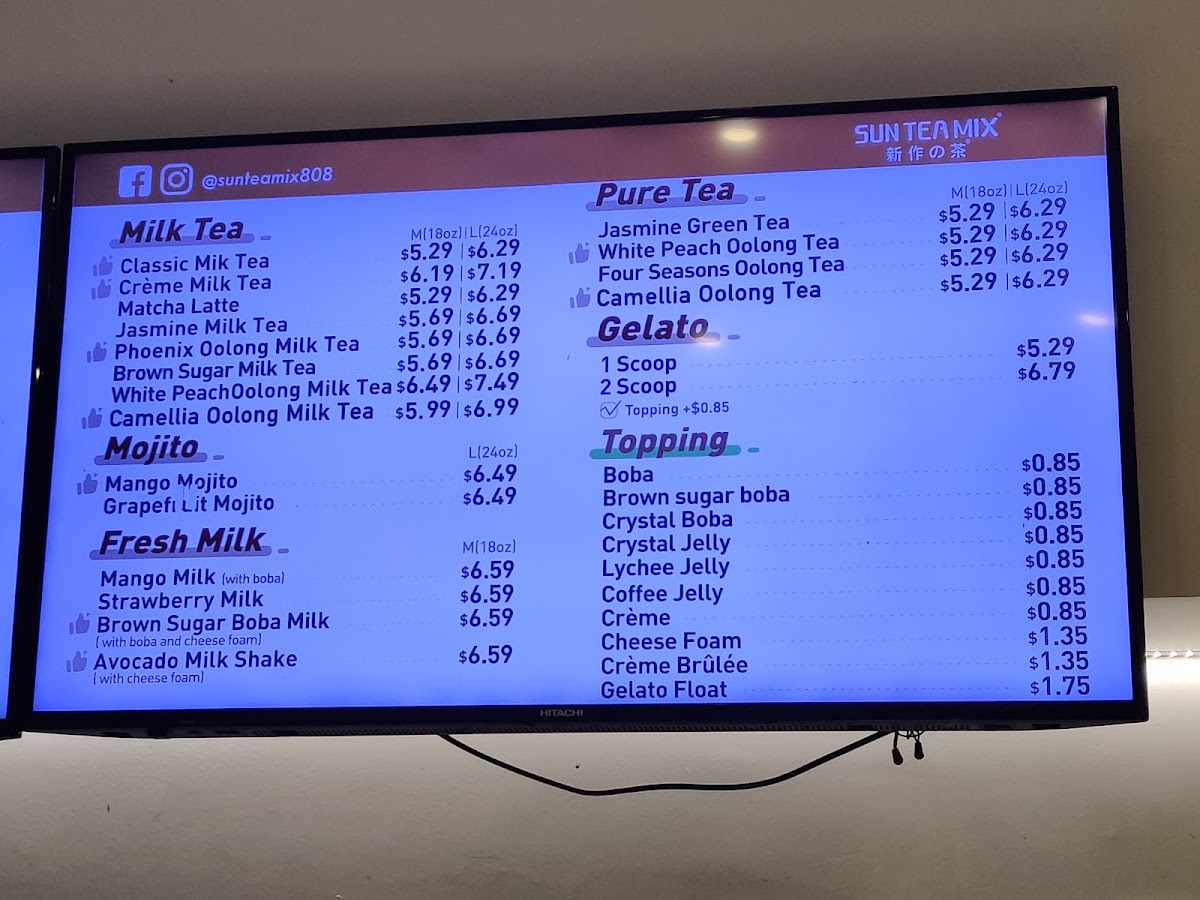 @sunteamix808
SUN TEA MIX
新作の茶
Milk Tea
M(18oz) | L(24oz)
Classic Mik Tea $5.29 | $6.29
Crème Milk Tea $6.19 | $7.19
Matcha Latte $5.29 | $6.29
Jasmine Milk Tea $5.69 | $6.69
Phoenix Oolong Milk Tea $5.69 | $6.69
Brown Sugar Milk Tea $5.69 | $6.69
White PeachOolong Milk Tea $6.49 | $7.49
Camellia Oolong Milk Tea $5.99 | $6.99
Mojito L(24oz)
Mango Mojito $6.49
Grapefruit Mojito $6.49
Fresh Milk M(18oz)
Mango Milk (with boba) $6.59
Strawberry Milk $6.59
Brown Sugar Boba Milk $6.59
(with boba and cheese foam)
Avocado Milk Shake $6.59
(with cheese foam)
Pure Tea M(18oz) | L(24oz)
Jasmine Green Tea $5.29 | $6.29
White Peach Oolong Tea $5.29 | $6.29
Four Seasons Oolong Tea $5.29 | $6.29
Camellia Oolong Tea $5.29 | $6.29
Gelato
1 Scoop $5.29
2 Scoop $6.79
Topping +$0.85
Topping
Boba $0.85
Brown sugar boba $0.85
Crystal Boba $0.85
Crystal Jelly $0.85
Lychee Jelly $0.85
Coffee Jelly $0.85
Crème $0.85
Cheese Foam $1.35
Crème Brûlée $1.35
Gelato Float $1.75
HITACHI